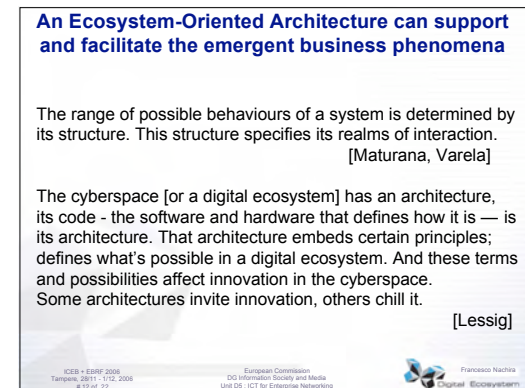 An Ecosystem-Oriented Architecture can support
and facilitate the emergent business phenomena
The range of possible behaviours of a system is determined by
its structure. This structure specifies its realms of interaction.
[Maturana, Varela]
The cyberspace [or a digital ecosystem] has an architecture,
its code - the software and hardware that defines how it is — is
its architecture. That architecture embeds certain principles;
defines what's possible in a digital ecosystem. And these terms
and possibilities affect innovation in the cyberspace.
Some architectures invite innovation, others chill it.
[Lessig]
ICEB + EBRF 2006
Tampere, 28/11 - 1/12, 2006
# 12 of 22
European Commission
DG Information Society and Media
Unit D5 : ICT for Enterprise Networking
Francesco Nachira
Digital Ecosystem